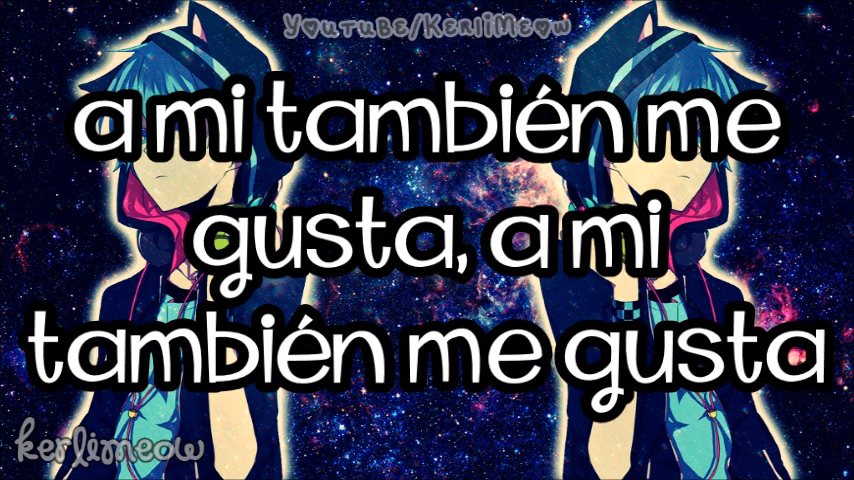 YouTube/KerliMeow
a mi también me
gusta, a mi
también me gusta
kerlimeow